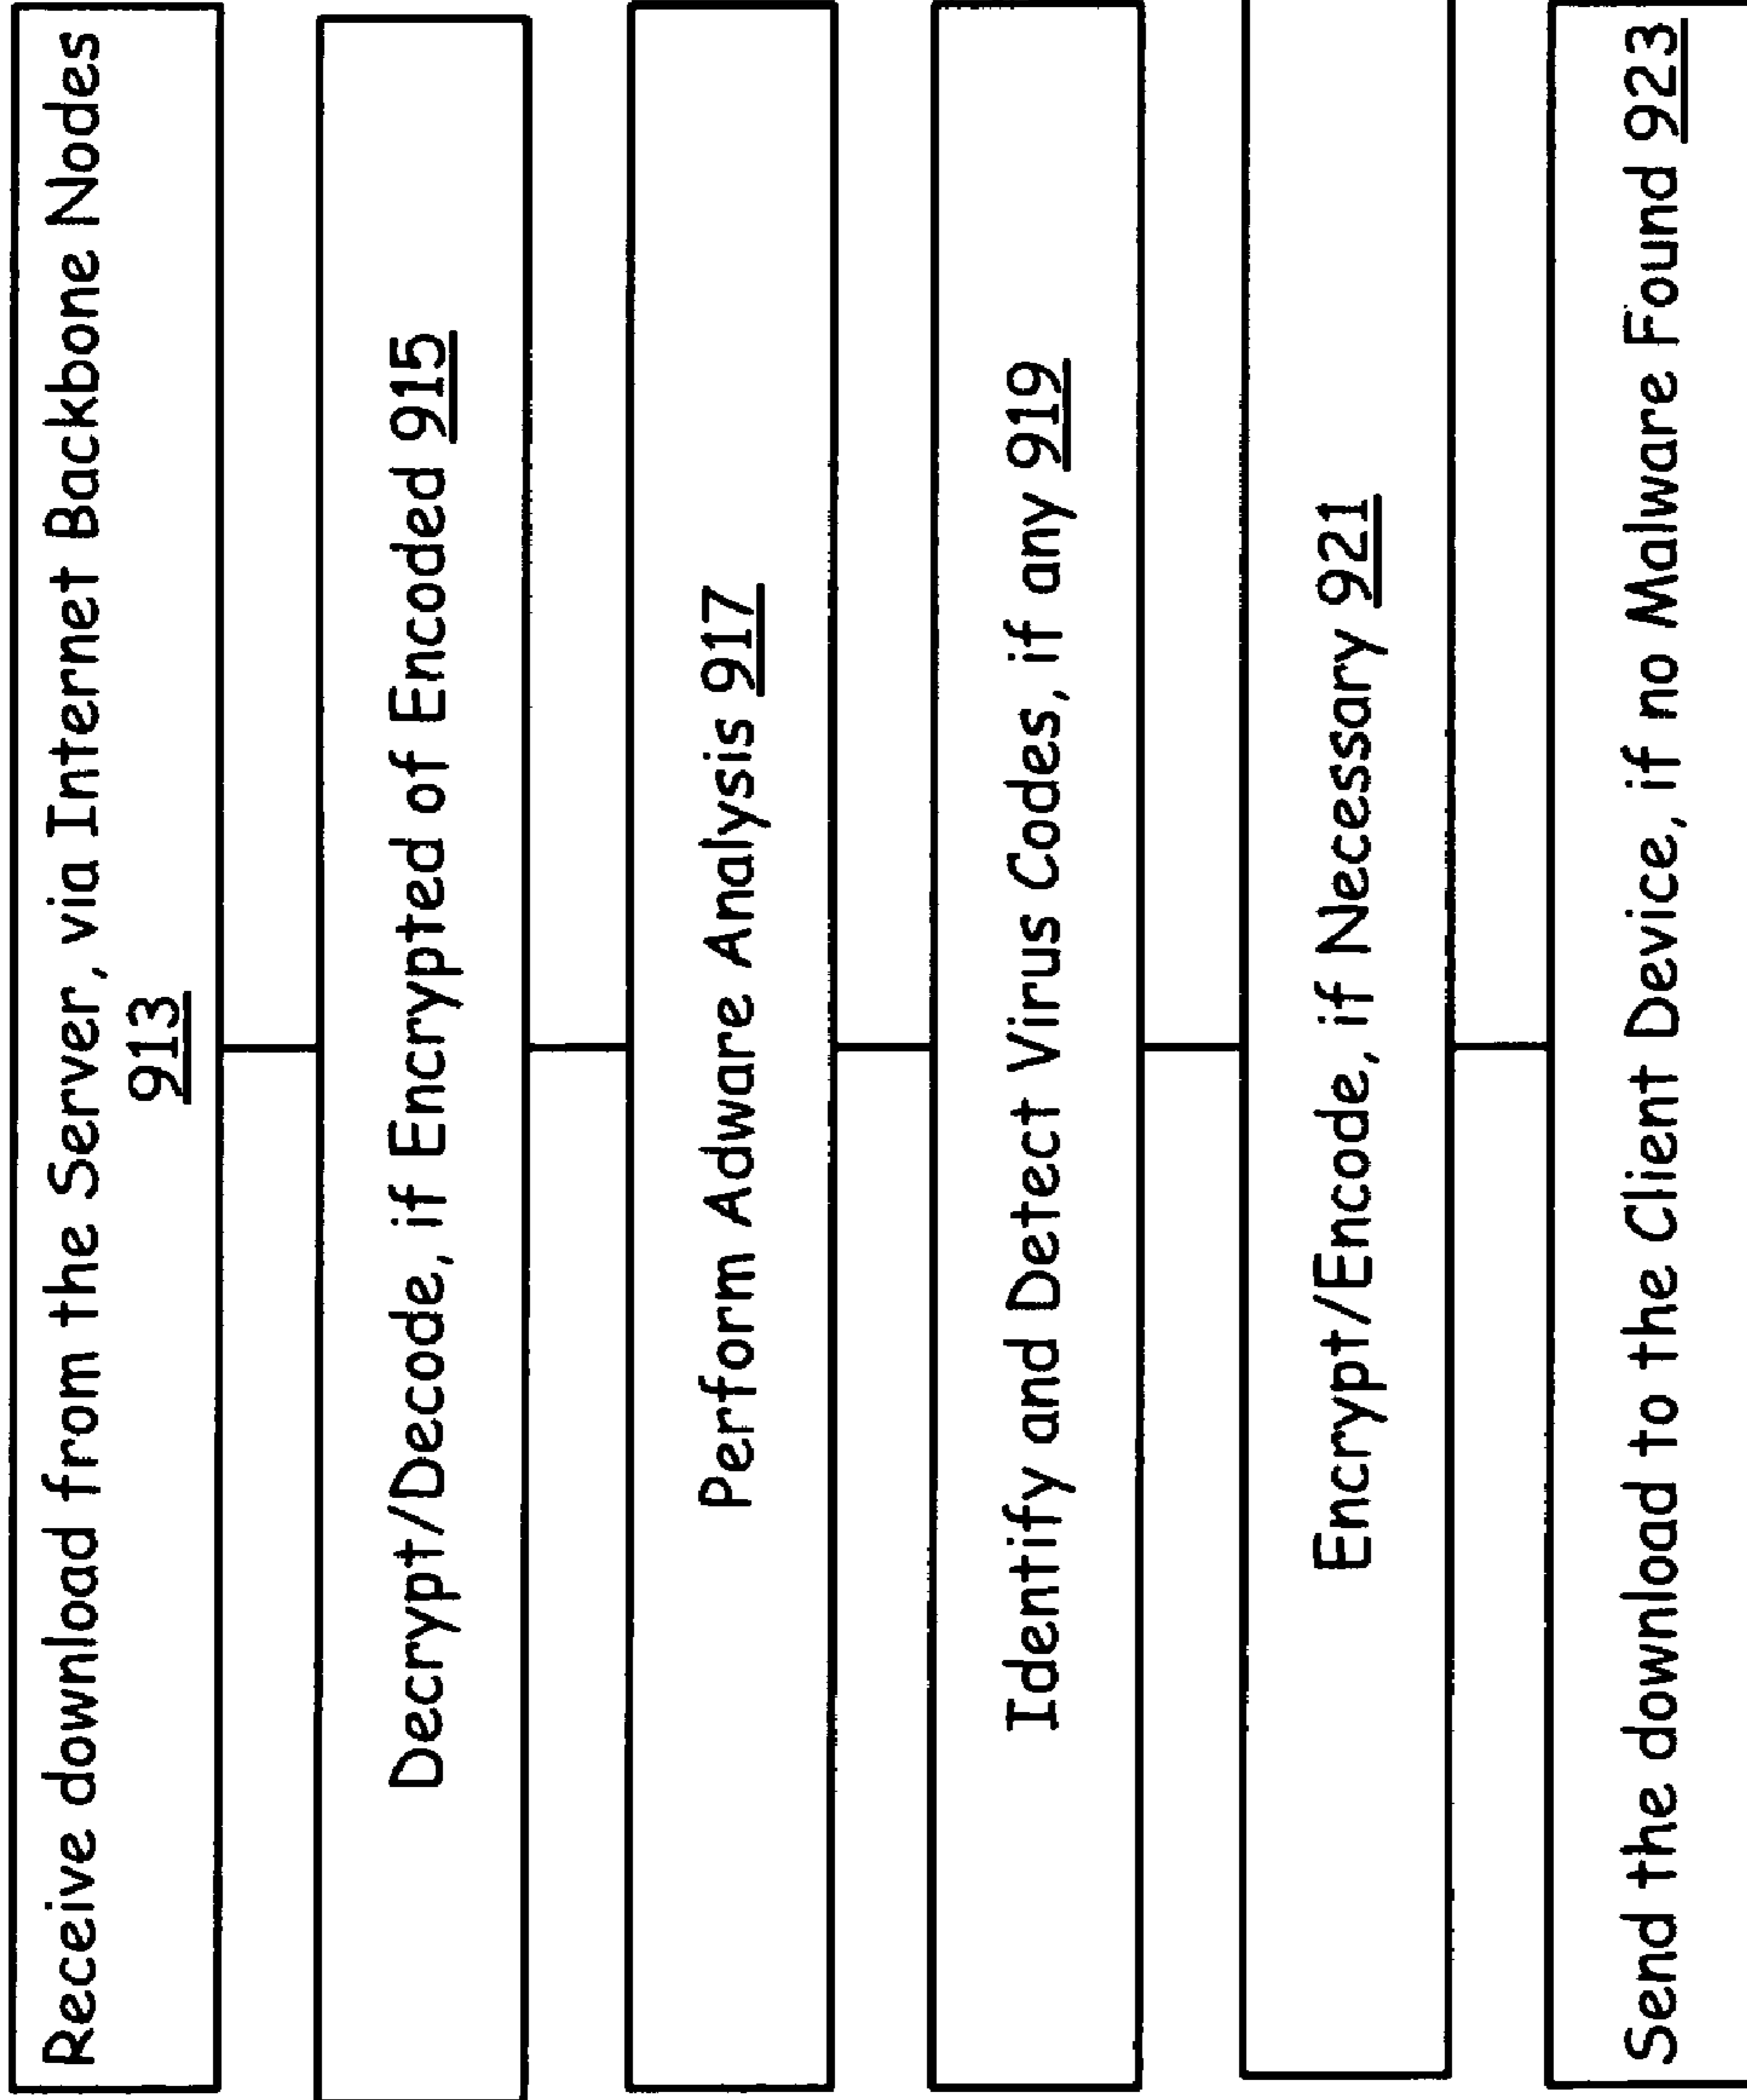 Receive download from the Server, via Internet Backbone Nodes
913
Decrypt/Decode, if Encrypted of Encoded 915
Perform Adware Analysis 917
Identify and Detect Virus Codes, if any 919
Encrypt/Encode, if Necessary 921
Send the download to the Client Device, if no Malware Found 923